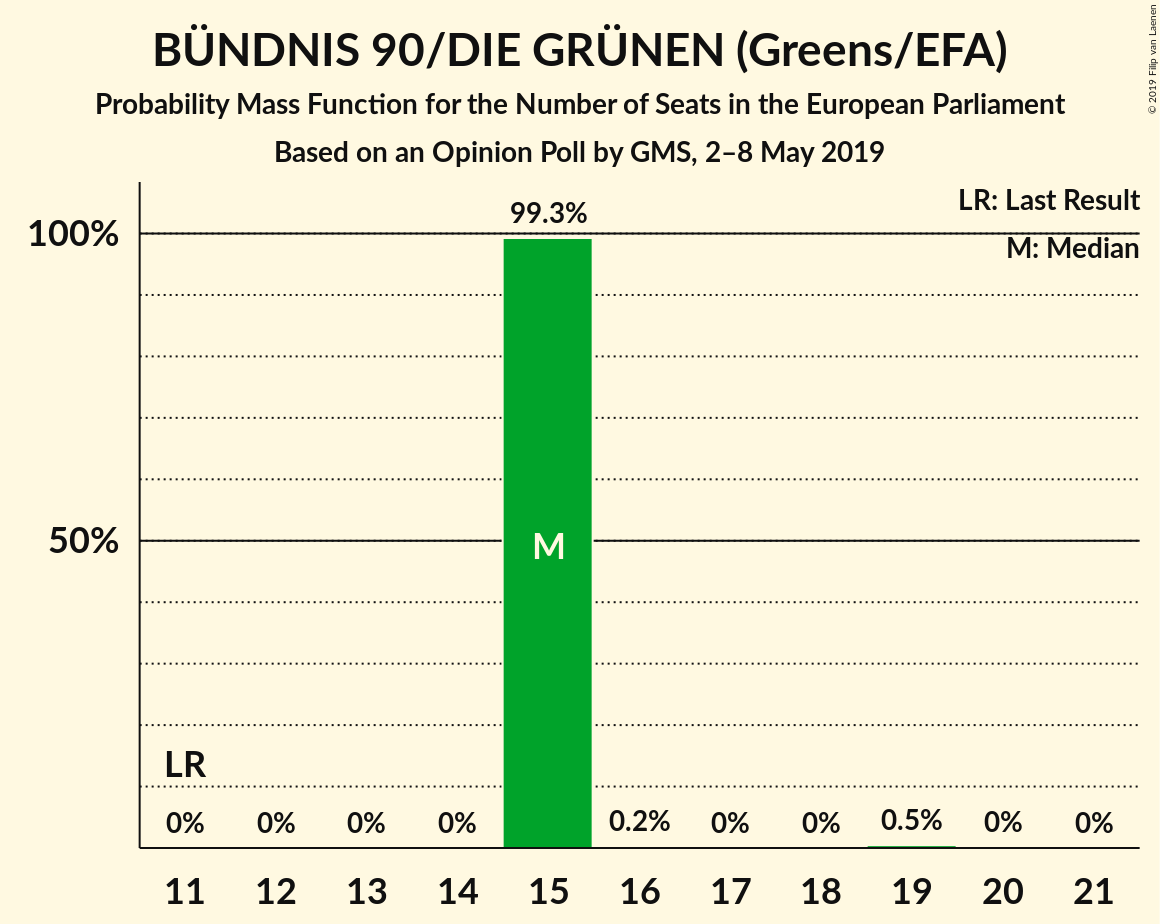 BÜNDNIS 90/DIE GRÜNEN (Greens/EFA)
Probability Mass Function for the Number of Seats in the European Parliament
Based on an Opinion Poll by GMS, 2–8 May 2019
© 2019 Filip van Laenen
LR: Last Result
M: Median
99.3%
100%
50%
M
LR
0% 0% 0% 0% 0.2% 0% 0% 0.5% 0% 0%
11 12 13 14 15 16 17 18 19 20 21